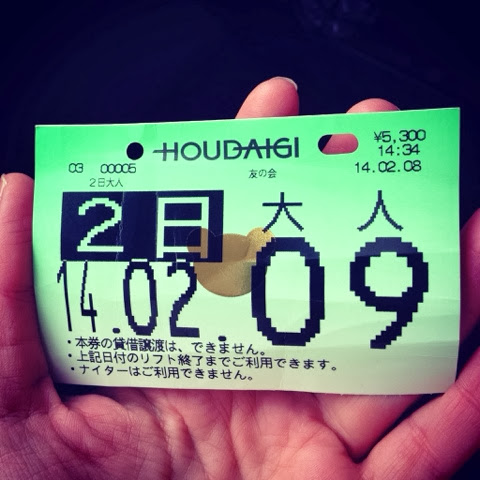 HOUDAIGI
¥5,300
14:34
14.02.08
03 00005
2日大人
友の会
2日
大人
14.02.09
・本券の貸借譲渡は、できません。
・上記日付のリフト終了までご利用できます。
・ナイターはご利用できません。